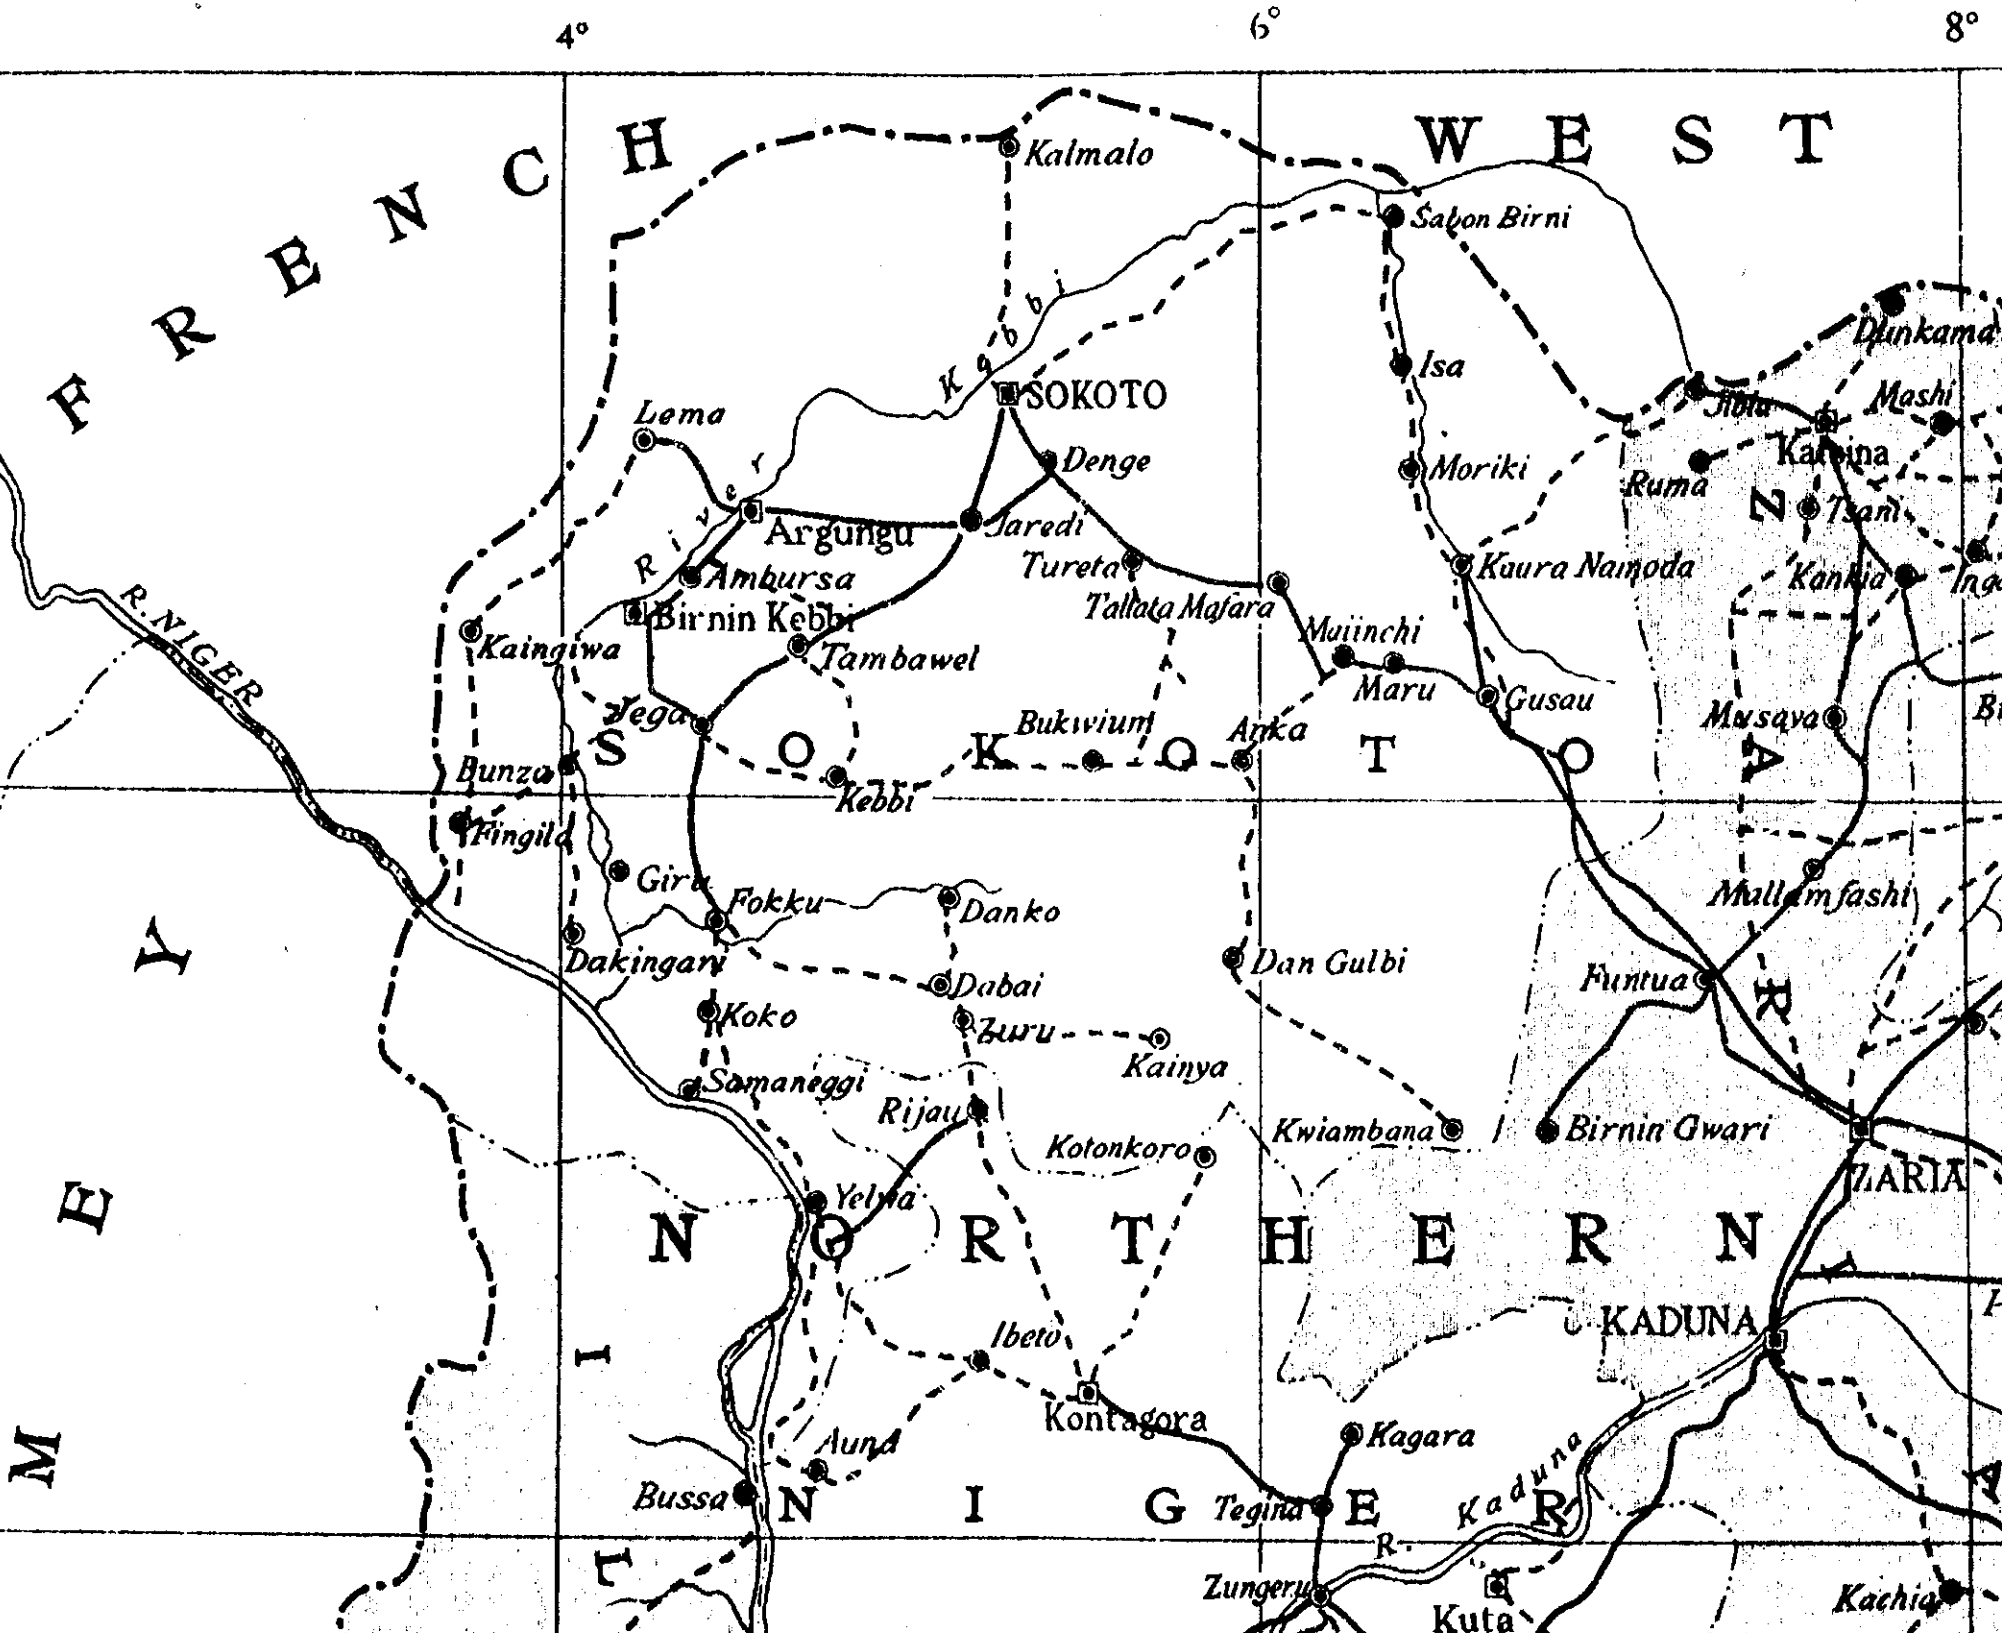 4°
6°
8°
FRENCH
WEST
Kalmalo
Sabon Birni
River Kebbi
Isa
Dunkama
SOKOTO
Jibia
Mashi
Lema
Katsina
Denge
Moriki
Ruma
Tsani
Argungu
Jaredi
Tureta
Kaura Namoda
Kankia
Ambursa
Tallata Mafara
Birnin Kebbi
Maiinchi
Kaingiwa
Tambawel
Maru
R. NIGER
Jega
Bukwium
Anka
Gusau
Musawa
SOKOTO
ZAR
Bunza
Kebbi
Fingila
Giru
Fokku
Danko
Mallamfashi
Dakingari
Dabai
Dan Gulbi
Funtua
Koko
Zuru
Kainya
Samaneggi
Rijau
Kotonkoro
Kwiambana
Birnin Gwari
ZARIA
Yelwa
NORTHERN
KADUNA
Ibeto
Kontagora
Kagara
Auna
Bussa
NIGER
Tegina
R. Kaduna
Zungeru
Kuta
Kachia
MEY
IL